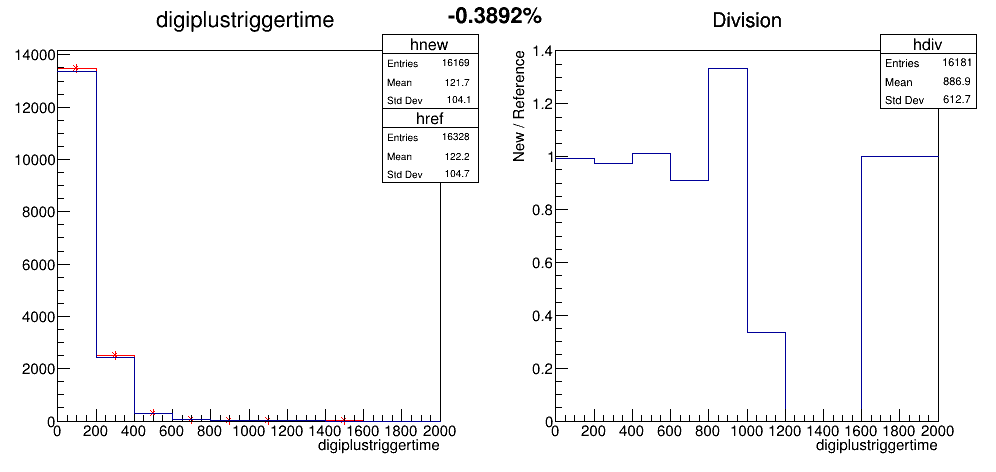 digiplustriggertime
-0.3892%
Division
hnew
Entries 16169
Mean 121.7
Std Dev 104.1
href
Entries 16328
Mean 122.2
Std Dev 104.7
14000
12000
10000
8000
6000
4000
2000
0
0 200 400 600 800 1000 1200 1400 1600 1800 2000
digiplustriggertime
hdiv
Entries 16181
Mean 886.9
Std Dev 612.7
New / Reference
1.4
1.2
1
0.8
0.6
0.4
0.2
0
0 200 400 600 800 1000 1200 1400 1600 1800 2000
digiplustriggertime